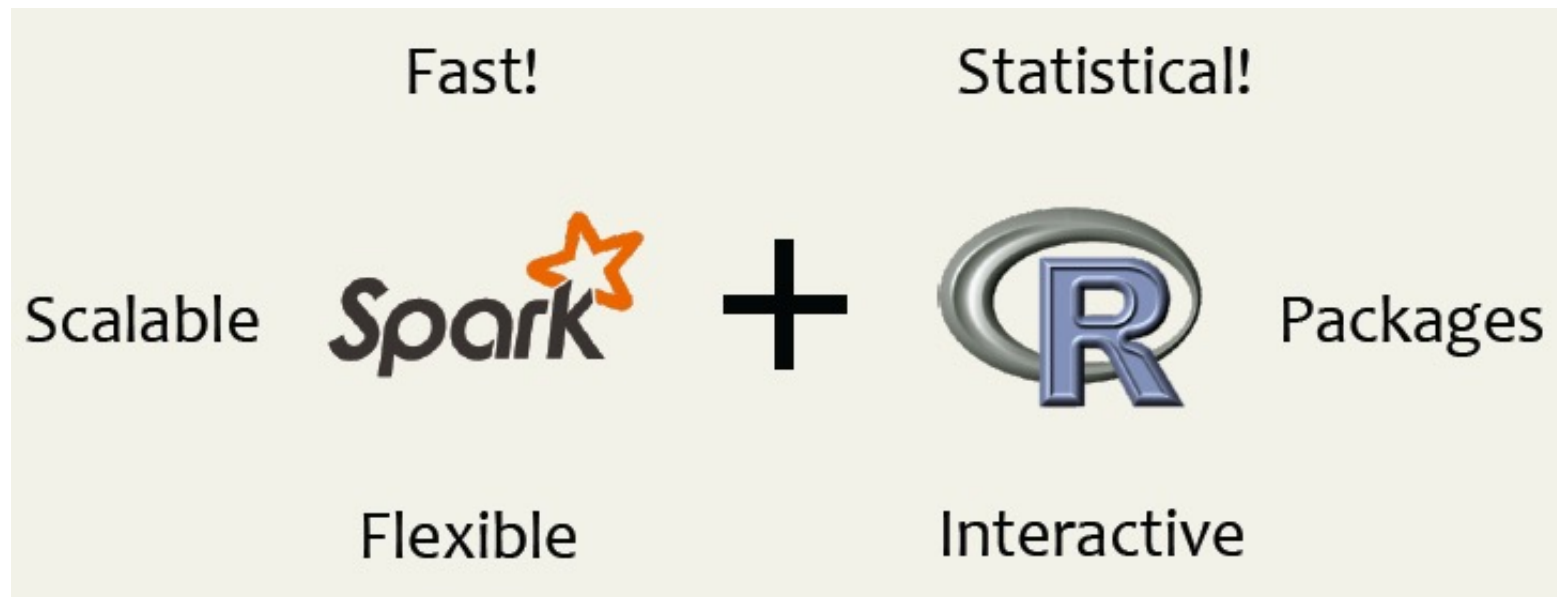 Fast!
Statistical!
Scalable
Spark
+
R
Packages
Flexible
Interactive